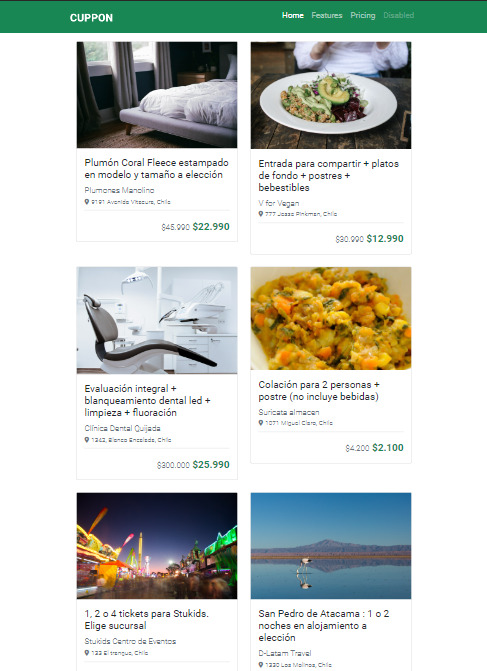 CUPPON
Home Features Pricing Disabled
Plumón Coral Fleece estampado
en modelo y tamaño a elección
Plumones Manolino
9191 Avenida Vitacura, Chile
$45.990 $22.990
Entrada para compartir + platos
de fondo + postres +
bebestibles
V for Vegan
777 Jesse Pinkman, Chile
$30.990 $12.990
Evaluación integral +
blanqueamiento dental led +
limpieza + fluoración
Clínica Dental Quijada
1343, Blanco Encalada, Chile
$300.000 $25.990
Colación para 2 personas +
postre (no incluye bebidas)
Suricata almacen
1071 Miguel Claro, Chile
$4.200 $2.100
1, 2 o 4 tickets para Stukids.
Elige sucursal
Stukids Centro de Eventos
133 El trengue, Chile
San Pedro de Atacama : 1 o 2
noches en alojamiento a
elección
D-Latam Travel
1330 Los Molinos, Chile